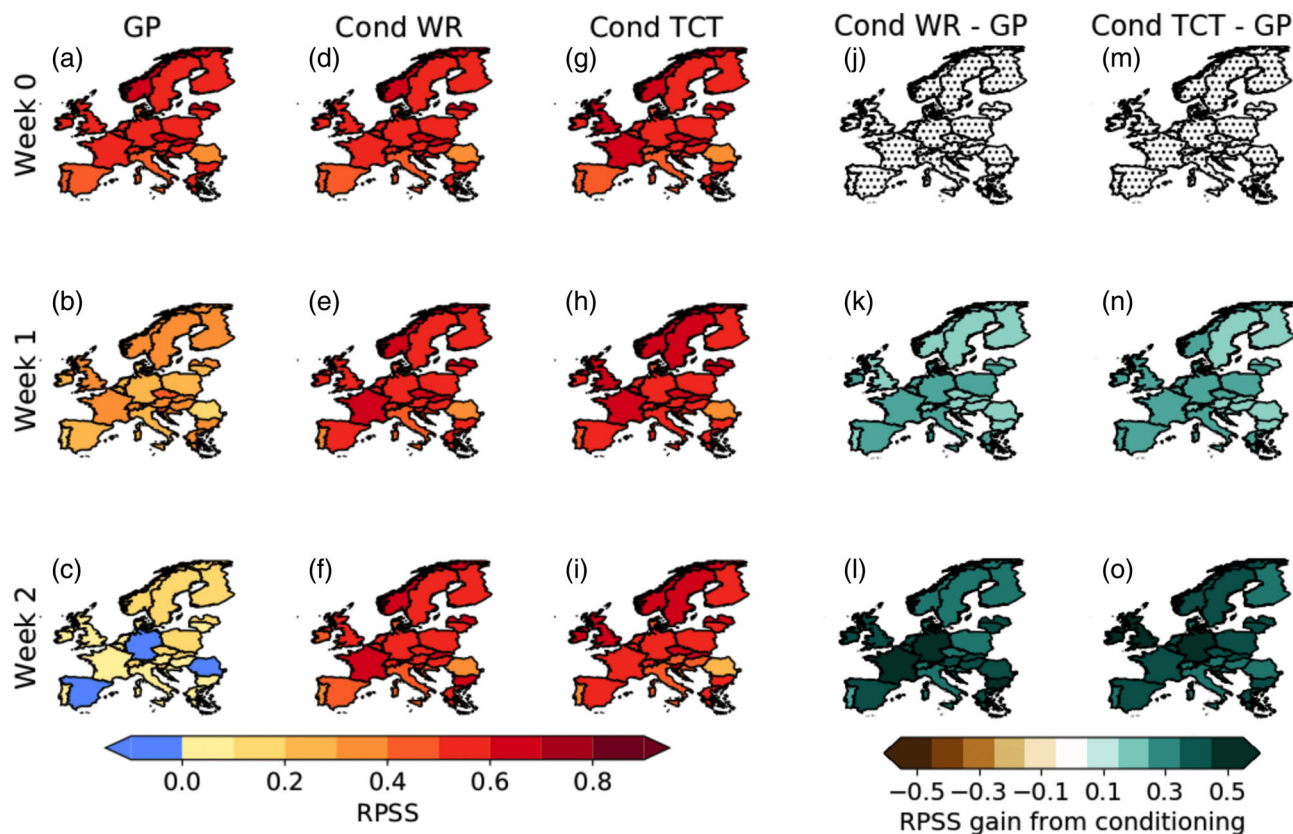 GP Cond WR Cond TCT Cond WR - GP Cond TCT - GP
Week 0
(a) (d) (g) (j) (m)
Week 1
(b) (e) (h) (k) (n)
Week 2
(c) (f) (i) (l) (o)
0.0 0.2 0.4 0.6 0.8
RPSS
−0.5 −0.3 −0.1 0.1 0.3 0.5
RPSS gain from conditioning